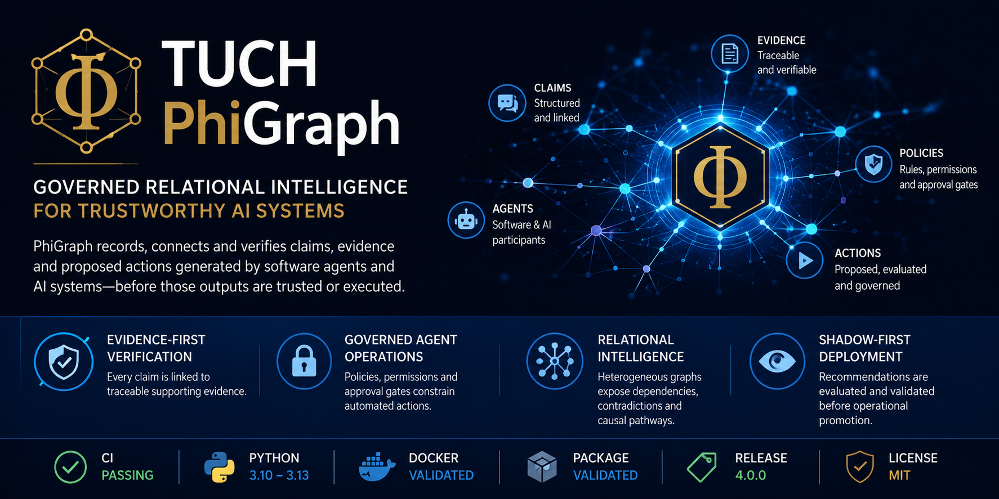 Φ
TUCH
PhiGraph
GOVERNED RELATIONAL INTELLIGENCE
FOR TRUSTWORTHY AI SYSTEMS
PhiGraph records, connects and verifies claims, evidence
and proposed actions generated by software agents and
AI systems—before those outputs are trusted or executed.
EVIDENCE
Traceable
and verifiable
CLAIMS
Structured
and linked
POLICIES
Rules, permissions
and approval gates
Φ
AGENTS
Software & AI
participants
ACTIONS
Proposed, evaluated
and governed
EVIDENCE-FIRST
VERIFICATION
Every claim is linked to
traceable supporting evidence.
GOVERNED AGENT
OPERATIONS
Policies, permissions and
approval gates constrain
automated actions.
RELATIONAL
INTELLIGENCE
Heterogeneous graphs
expose dependencies,
contradictions and
causal pathways.
SHADOW-FIRST
DEPLOYMENT
Recommendations are
evaluated and validated
before operational
promotion.
CI
PASSING
PYTHON
3.10 – 3.13
DOCKER
VALIDATED
PACKAGE
VALIDATED
RELEASE
4.0.0
LICENSE
MIT